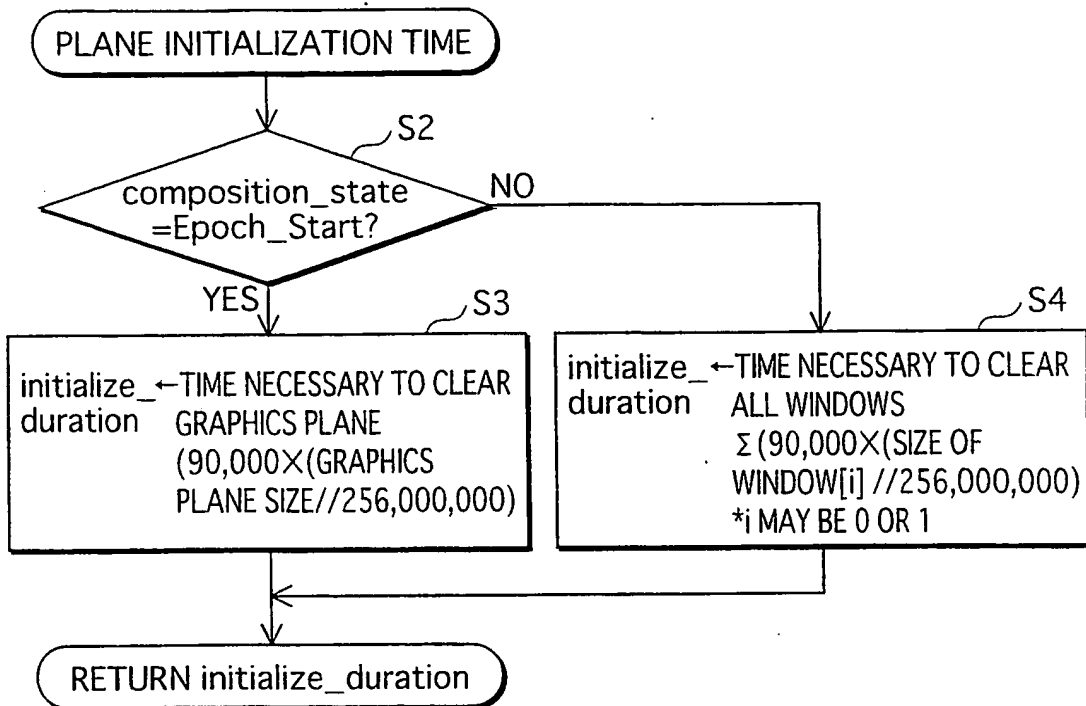 PLANE INITIALIZATION TIME
S2
composition_state
=Epoch_Start?
NO
YES
S3
initialize_←TIME NECESSARY TO CLEAR
duration GRAPHICS PLANE
(90,000×(GRAPHICS
PLANE SIZE//256,000,000)
S4
initialize_←TIME NECESSARY TO CLEAR
duration ALL WINDOWS
Σ(90,000×(SIZE OF
WINDOW[i] //256,000,000)
*i MAY BE 0 OR 1
RETURN initialize_duration